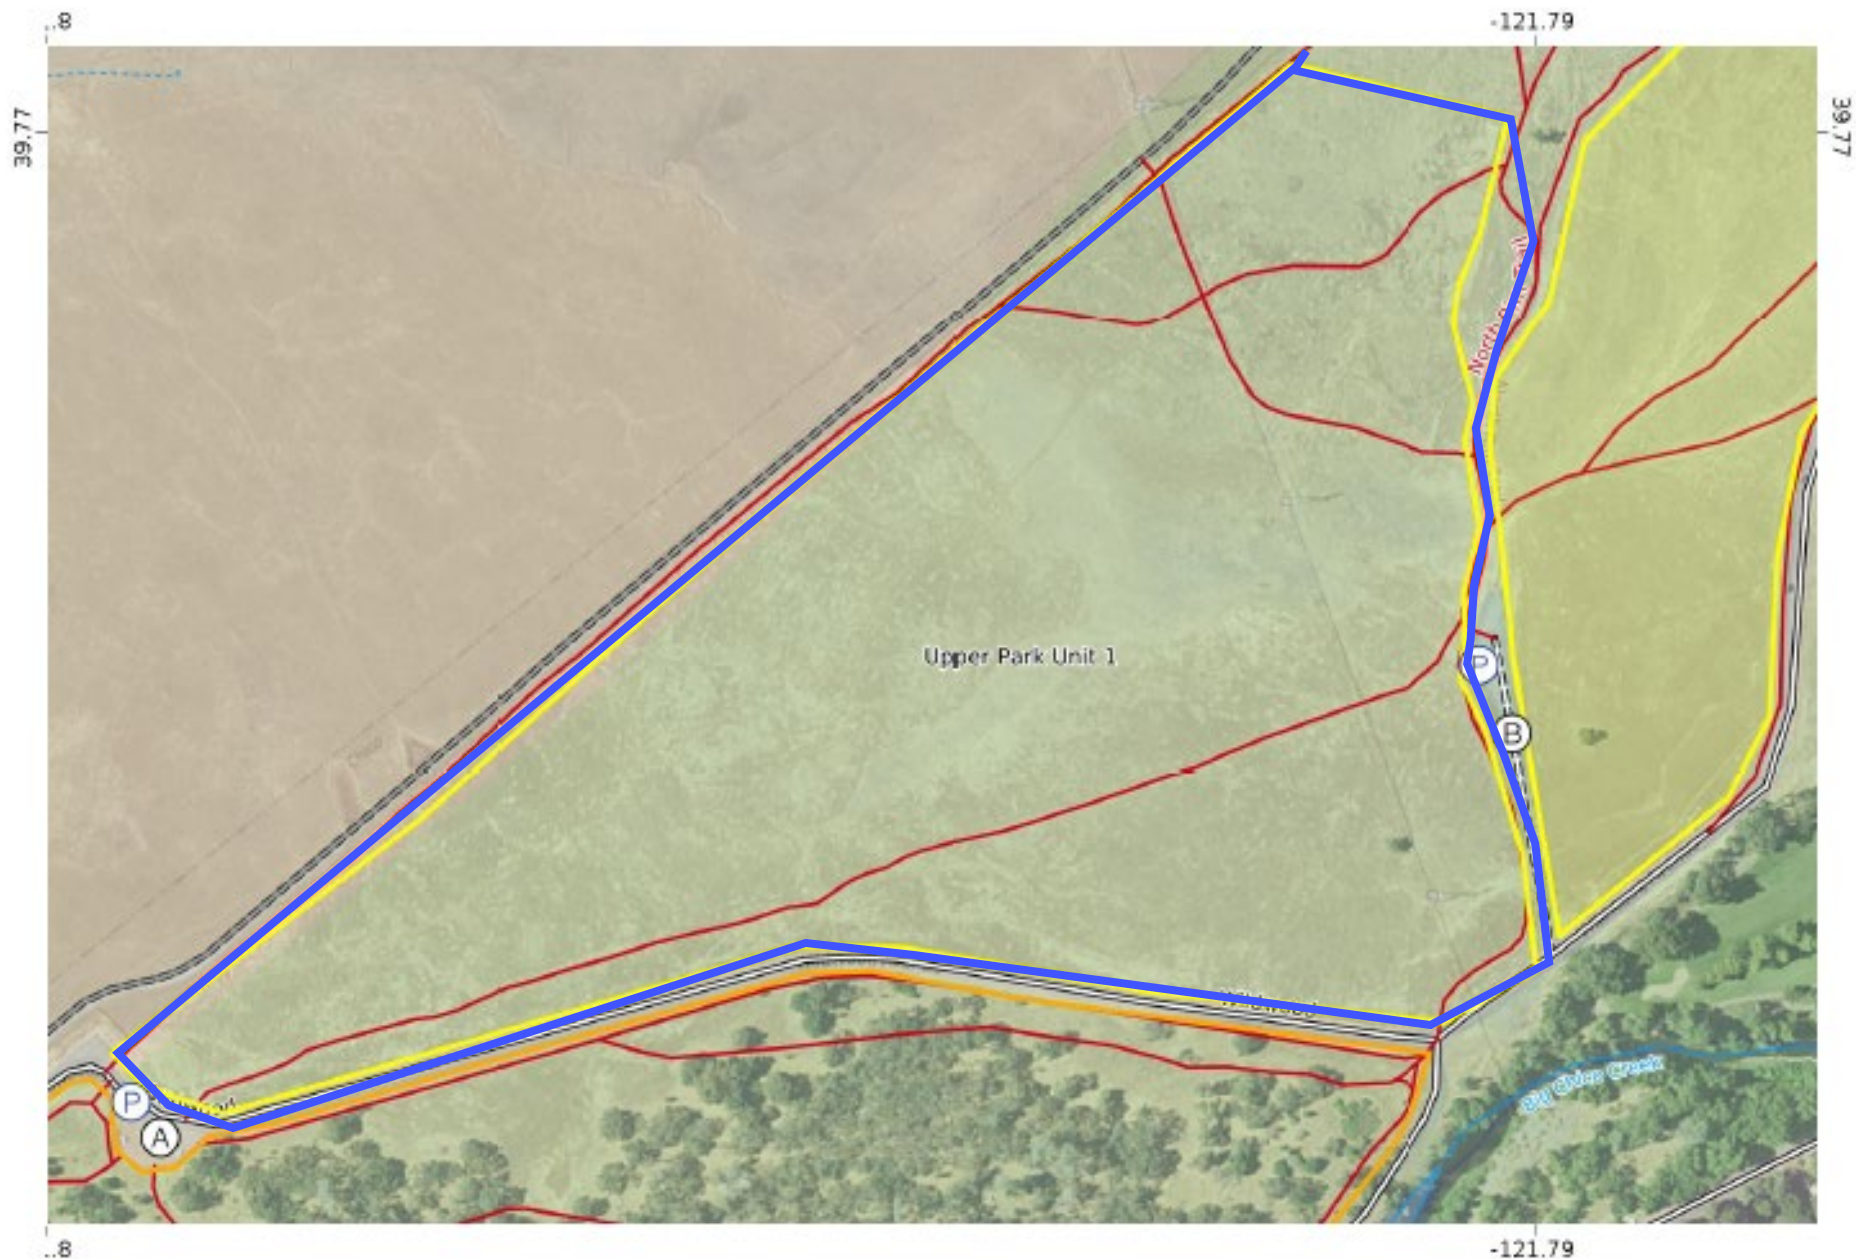 ..8
-121.79
39.77
39.77
Upper Park Unit 1
P
B
P
A
Big Chico Creek
..8
-121.79